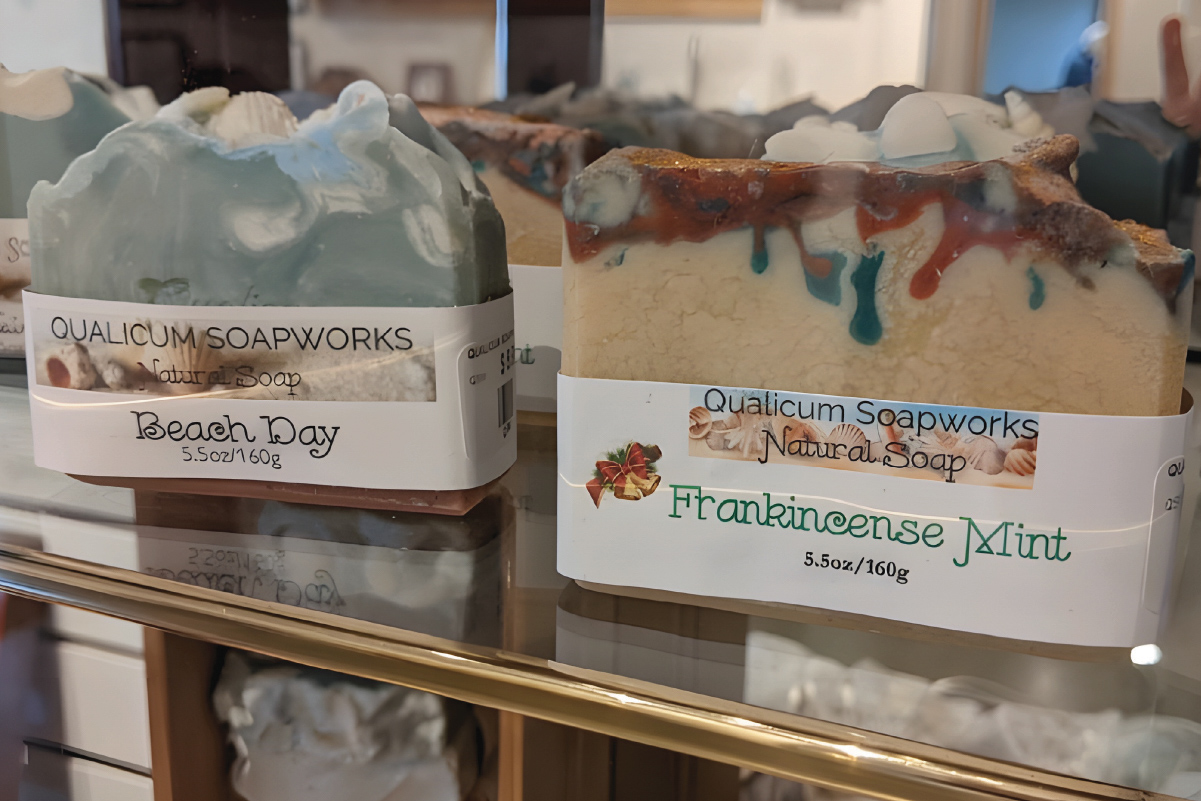 QUALICUM SOAPWORKS
Natural Soap
Beach Day
5.5oz/160g
Qualicum Soapworks
Natural Soap
Frankincense Mint
5.5oz/160g